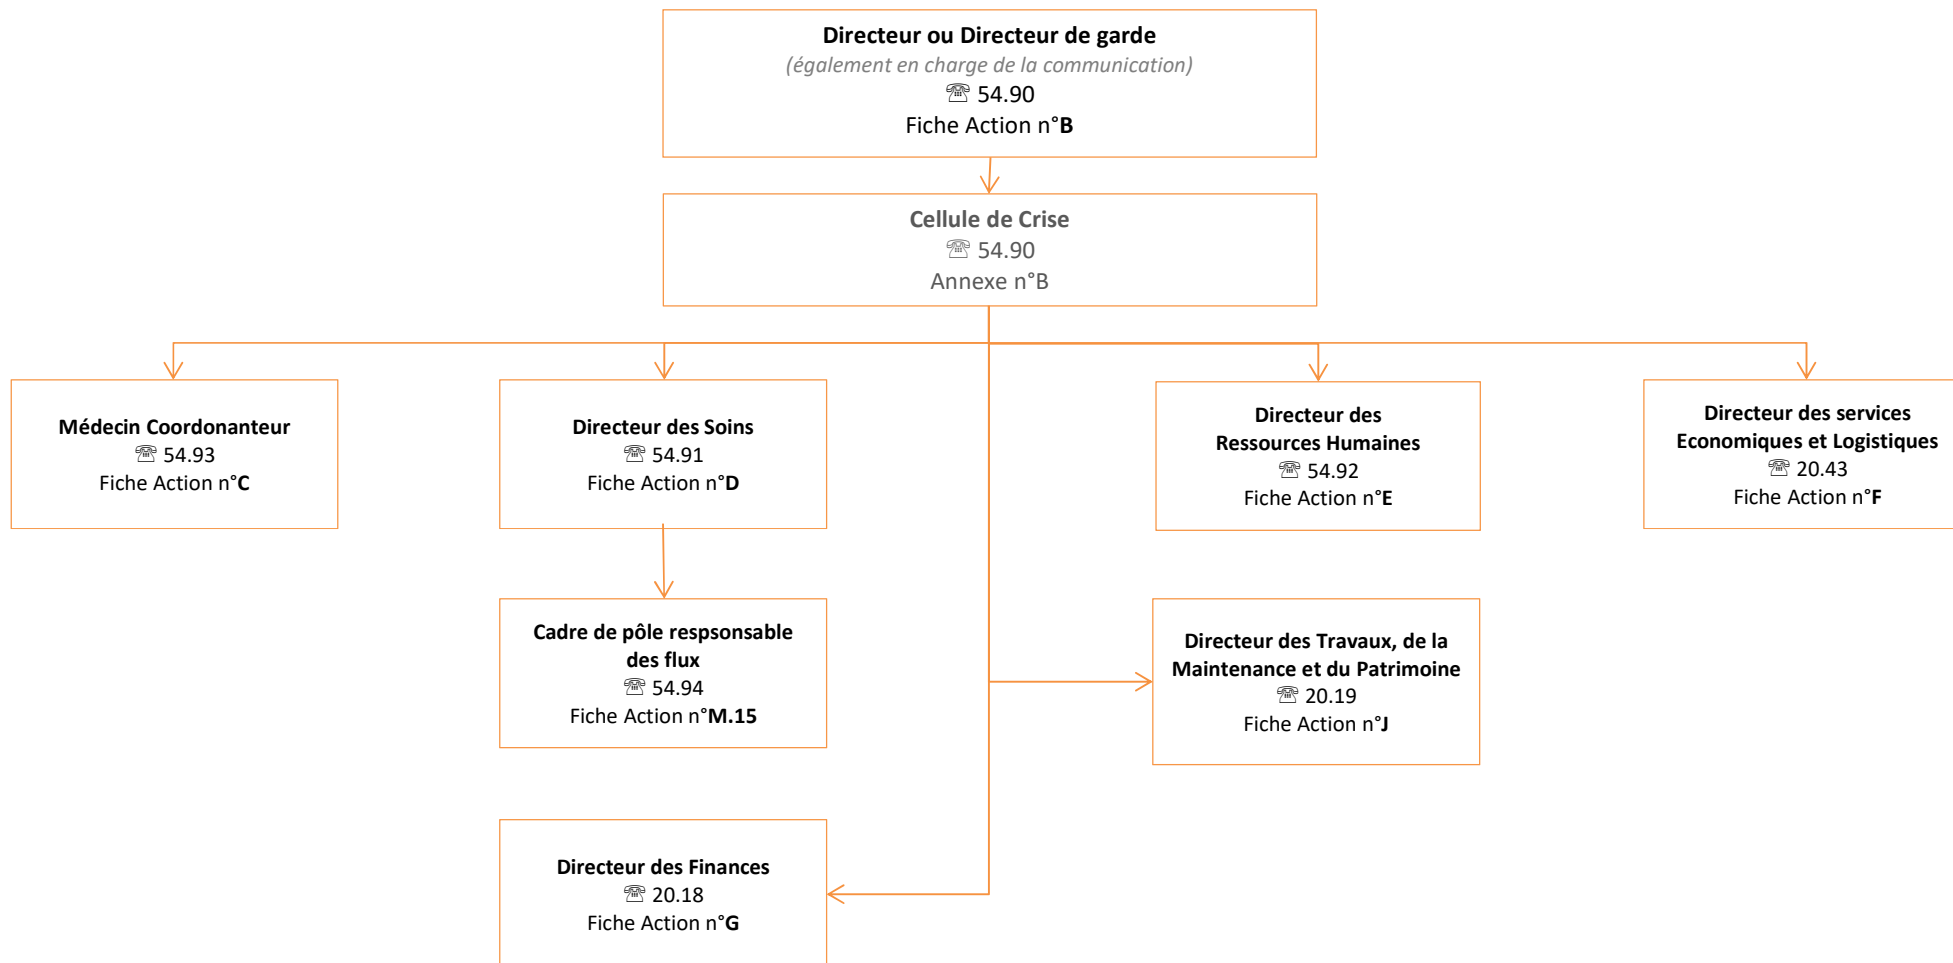 Directeur ou Directeur de garde
(également en charge de la communication)
☏ 54.90
Fiche Action n°B
Cellule de Crise
☏ 54.90
Annexe n°B
Médecin Coordonanteur
☏ 54.93
Fiche Action n°C
Directeur des Soins
☏ 54.91
Fiche Action n°D
Directeur des
Ressources Humaines
☏ 54.92
Fiche Action n°E
Directeur des services
Economiques et Logistiques
☏ 20.43
Fiche Action n°F
Cadre de pôle respsonsable
des flux
☏ 54.94
Fiche Action n°M.15
Directeur des Travaux, de la
Maintenance et du Patrimoine
☏ 20.19
Fiche Action n°J
Directeur des Finances
☏ 20.18
Fiche Action n°G